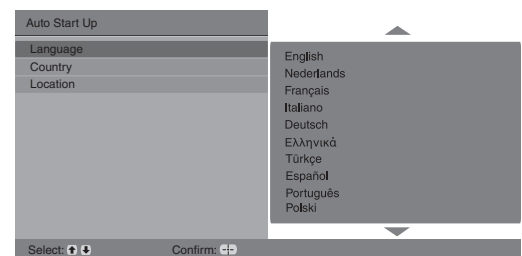 Auto Start Up
Language
Country
Location
English
Nederlands
Français
Italiano
Deutsch
Ελληνικά
Türkçe
Español
Português
Polski
Select: Confirm: